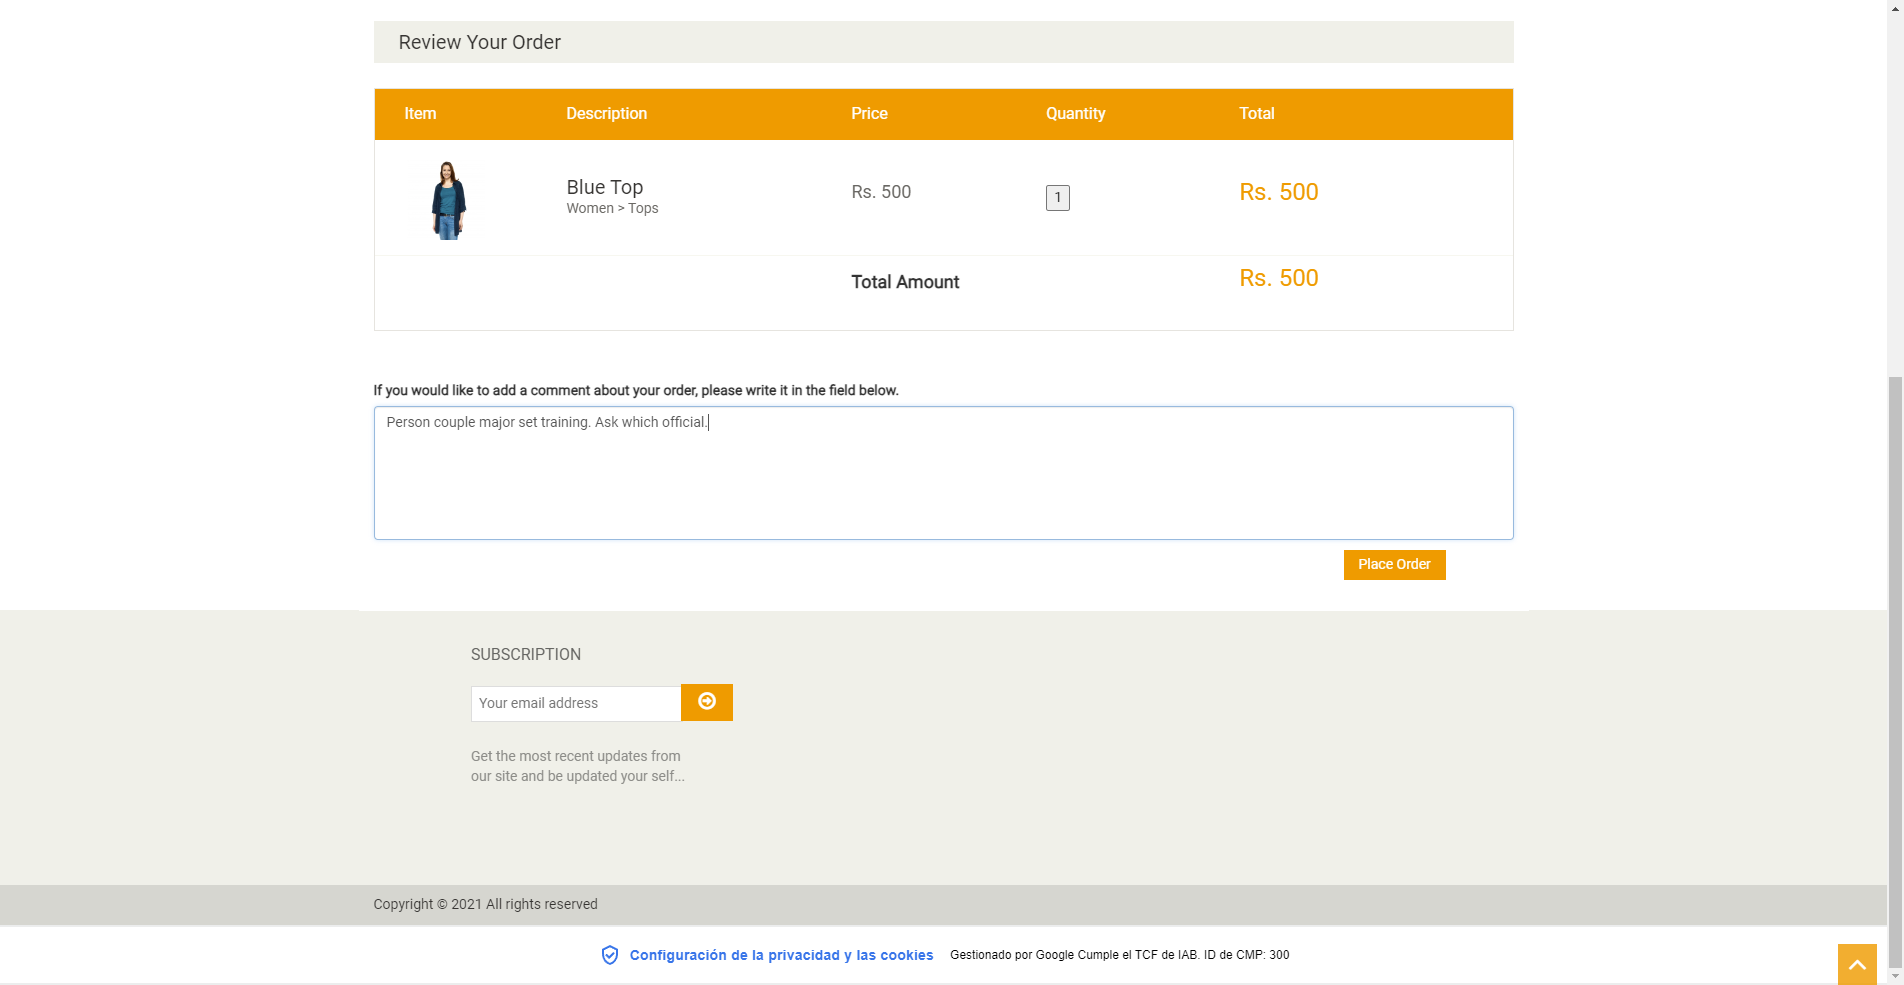 Review Your Order
Item Description Price Quantity Total
Blue Top
Women > Tops
Rs. 500
1
Rs. 500
Total Amount Rs. 500
If you would like to add a comment about your order, please write it in the field below.
Person couple major set training. Ask which official.
Place Order
SUBSCRIPTION
Your email address
Get the most recent updates from
our site and be updated your self...
Copyright © 2021 All rights reserved
Configuración de la privacidad y las cookies Gestionado por Google Cumple el TCF de IAB. ID de CMP: 300